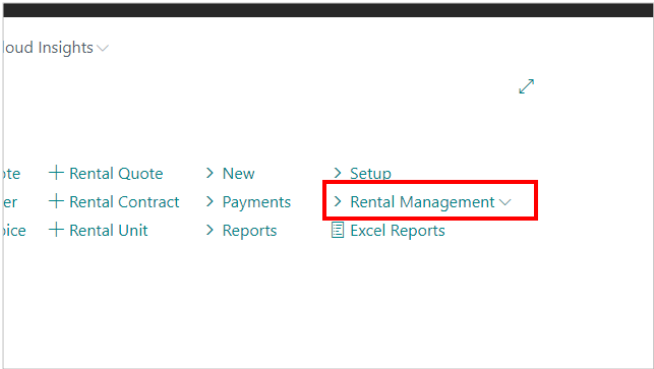 loud Insights
ote + Rental Quote > New > Setup
er + Rental Contract > Payments > Rental Management
oice + Rental Unit > Reports Excel Reports